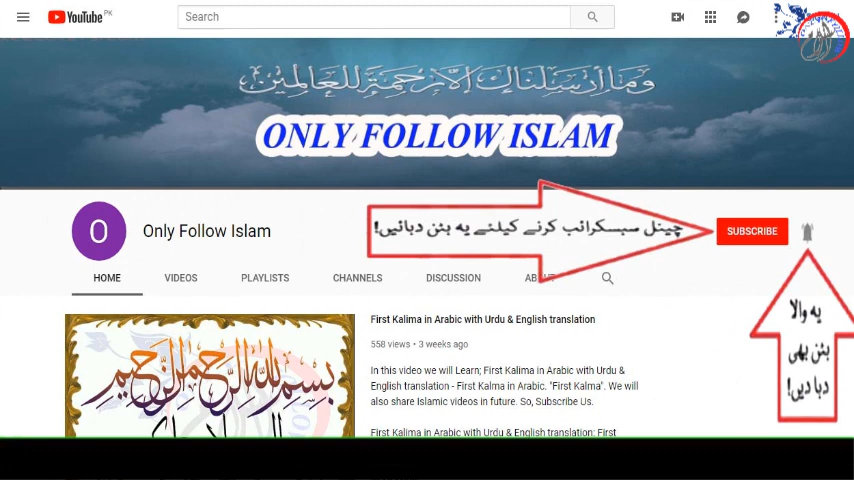 YouTube PK
Search
وما أرسلناك إلا رحمة للعالمين
ONLY FOLLOW ISLAM
O
Only Follow Islam
چینل سبسکرائب کرنے کیلئے یہ بٹن دبائیں!
SUBSCRIBE
HOME VIDEOS PLAYLISTS CHANNELS DISCUSSION
یہ والا
بٹن بھی
دبا دیں!
First Kalima in Arabic with Urdu & English translation
558 views • 3 weeks ago
In this video we will Learn; First Kalima in Arabic with Urdu &
English translation - First Kalma in Arabic. "First Kalma". We will
also share Islamic videos in future. So, Subscribe Us.
First Kalima in Arabic with Urdu & English translation: First
بسم الله الرحمن الرحيم